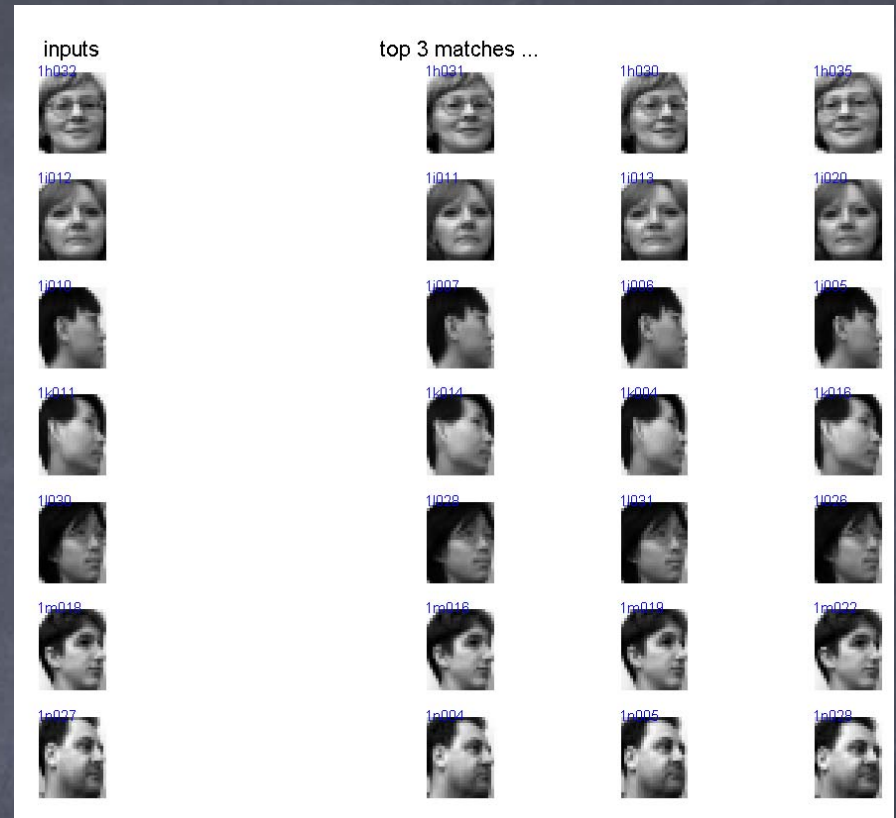 inputs top 3 matches ...
1h032 1h031 1h030 1h035
1i012 1i011 1i013 1i020
1j010 1j007 1j006 1j005
1k011 1k014 1k004 1k016
1l030 1l028 1l031 1l026
1m018 1m016 1m019 1m022
1n027 1n004 1n005 1n028